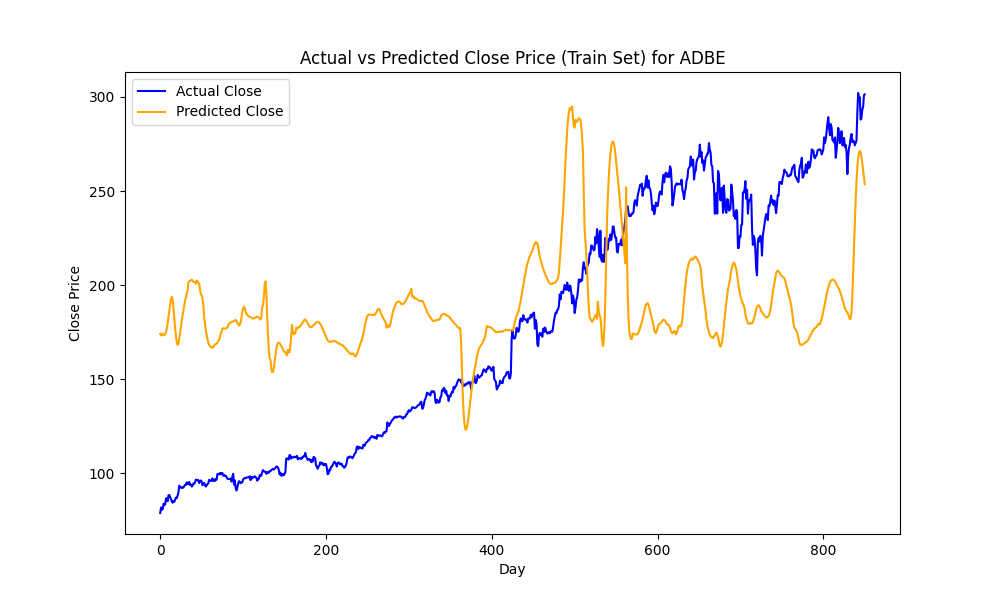 Actual vs Predicted Close Price (Train Set) for ADBE
Actual Close
Predicted Close
300
250
200
150
100
Close Price
0
200
400
600
800
Day